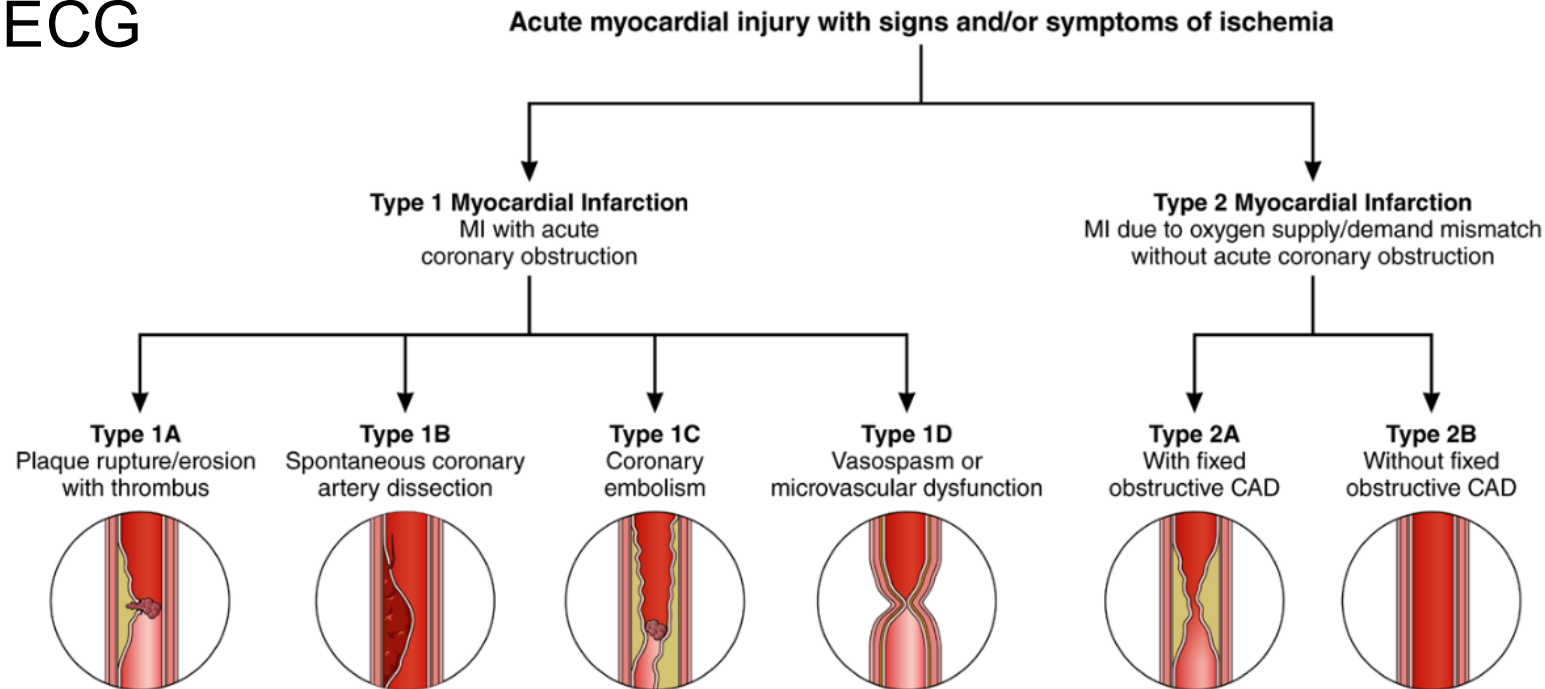 ECG
Acute myocardial injury with signs and/or symptoms of ischemia
Type 1 Myocardial Infarction
MI with acute
coronary obstruction
Type 2 Myocardial Infarction
MI due to oxygen supply/demand mismatch
without acute coronary obstruction
Type 1A
Plaque rupture/erosion
with thrombus
Type 1B
Spontaneous coronary
artery dissection
Type 1C
Coronary
embolism
Type 1D
Vasospasm or
microvascular dysfunction
Type 2A
With fixed
obstructive CAD
Type 2B
Without fixed
obstructive CAD